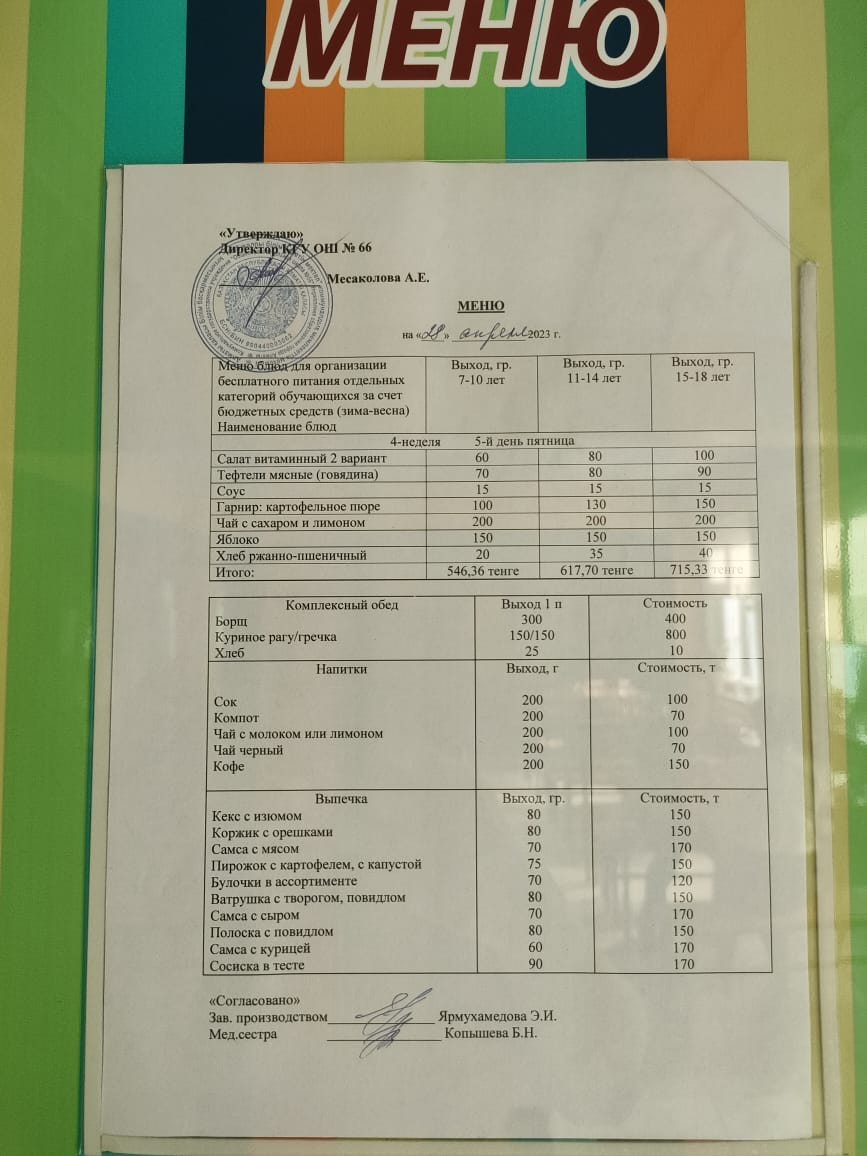 МЕНЮ
«Утверждаю»
Директор КГУ ОШ № 66
Месаколова А.Е.
МЕНЮ
на «28» апреля 2023 г.
Меню блюд для организации бесплатного питания отдельных категорий обучающихся за счет бюджетных средств (зима-весна) Наименование блюд | Выход, гр. 7-10 лет | Выход, гр. 11-14 лет | Выход, гр. 15-18 лет
4-неделя 5-й день пятница
Салат витаминный 2 вариант 60 80 100
Тефтели мясные (говядина) 70 80 90
Соус 15 15 15
Гарнир: картофельное пюре 100 130 150
Чай с сахаром и лимоном 200 200 200
Яблоко 150 150 150
Хлеб ржанно-пшеничный 20 35 40
Итого: 546,36 тенге 617,70 тенге 715,33 тенге
Комплексный обед Выход 1 п Стоимость
Борщ 300 400
Куриное рагу/гречка 150/150 800
Хлеб 25 10
Напитки Выход, г Стоимость, т
Сок 200 100
Компот 200 70
Чай с молоком или лимоном 200 100
Чай черный 200 70
Кофе 200 150
Выпечка Выход, гр. Стоимость, т
Кекс с изюмом 80 150
Коржик с орешками 80 150
Самса с мясом 70 170
Пирожок с картофелем, с капустой 75 150
Булочки в ассортименте 70 120
Ватрушка с творогом, повидлом 80 150
Самса с сыром 70 170
Полоска с повидлом 80 150
Самса с курицей 60 170
Сосиска в тесте 90 170
«Согласовано»
Зав. производством Ярмухамедова Э.И.
Мед.сестра Копышева Б.Н.